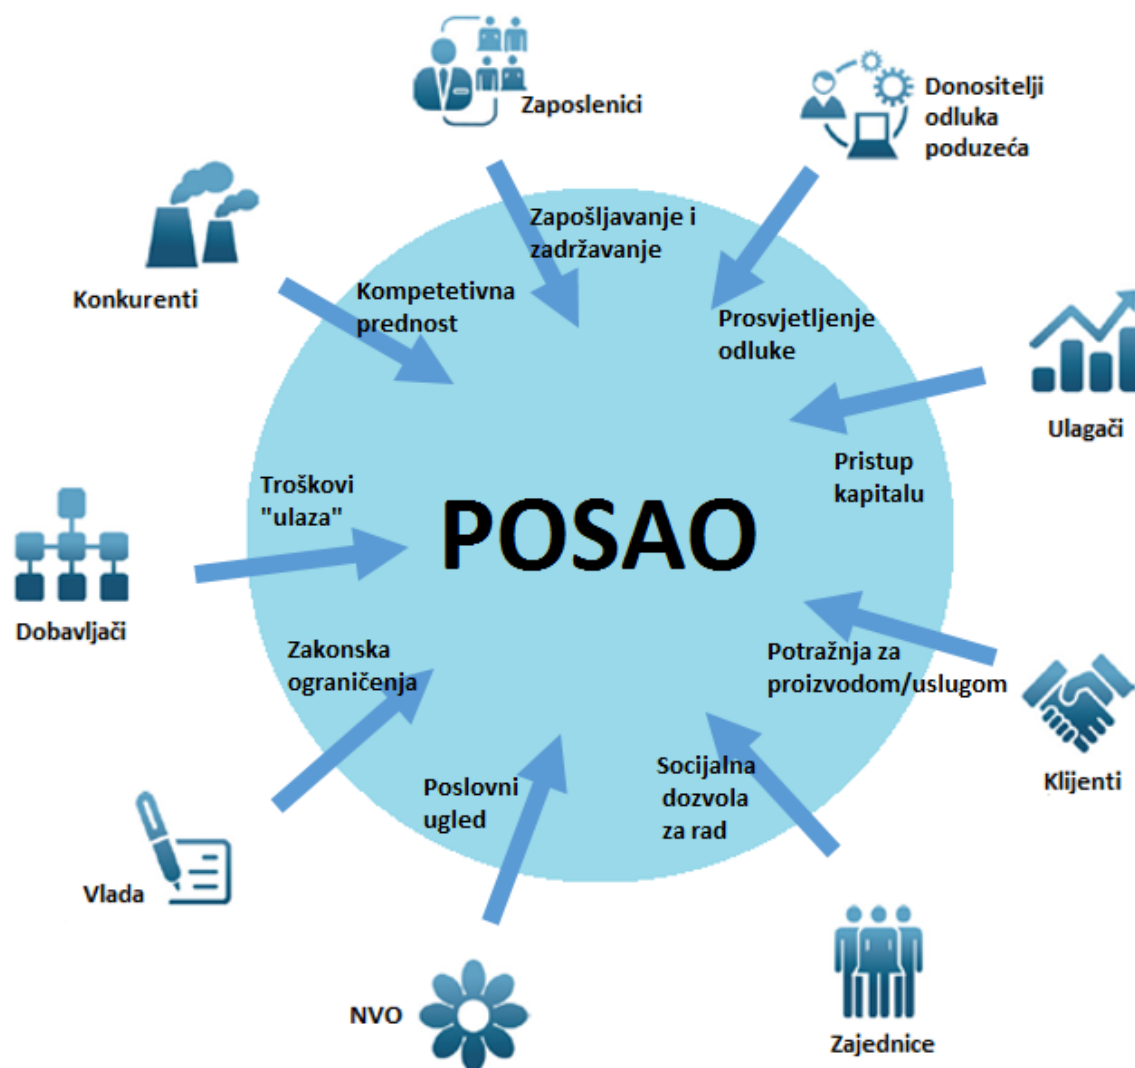 Zaposlenici
Donositelji
odluka
poduzeća
Zapošljavanje i
zadržavanje
Konkurenti
Kompetetivna
prednost
Prosvjetljenje
odluke
Ulagači
Pristup
kapitalu
Troškovi
"ulaza"
POSAO
Dobavljači
Zakonska
ograničenja
Potražnja za
proizvodom/uslugom
Klijenti
Poslovni
ugled
Socijalna
dozvola
za rad
Vlada
NVO
Zajednice